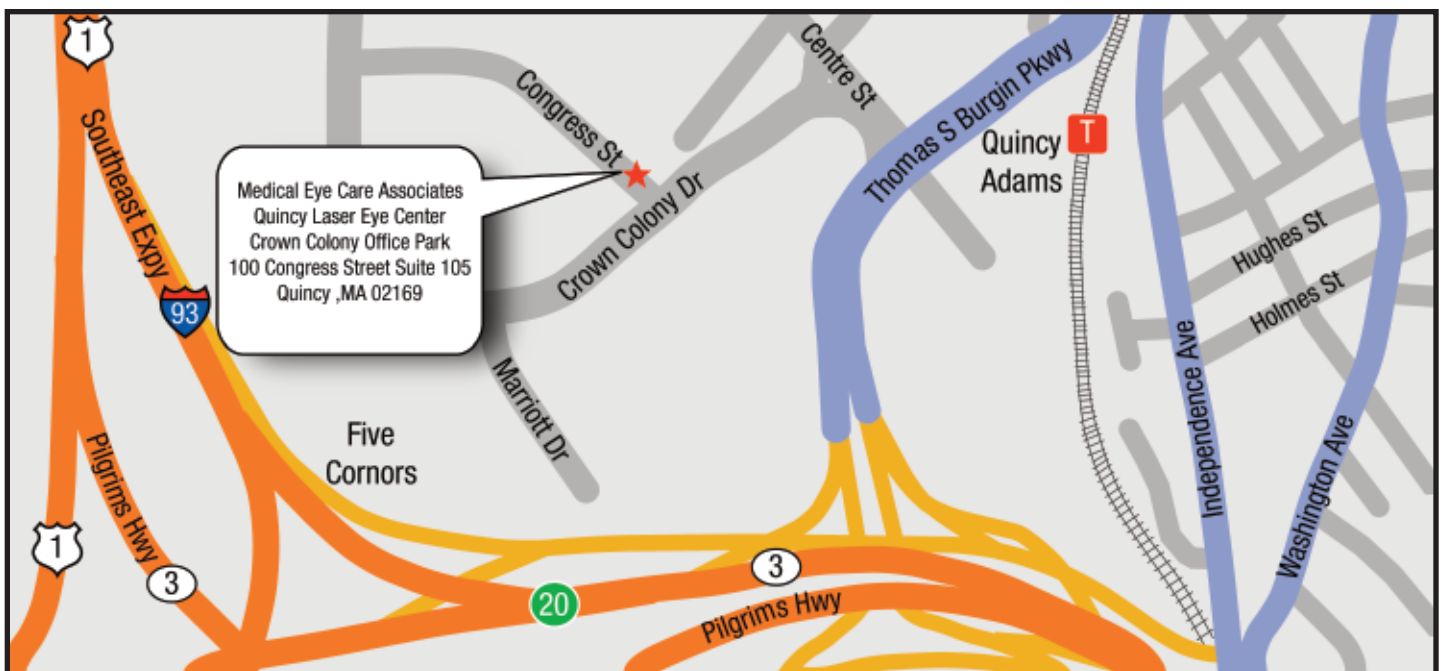 1
Southeast Expy
93
Congress St
Centre St
Thomas S Burgin Pkwy
Quincy
Adams
T
Medical Eye Care Associates
Quincy Laser Eye Center
Crown Colony Office Park
100 Congress Street Suite 105
Quincy ,MA 02169
Crown Colony Dr
Hughes St
Holmes St
Marriott Dr
Independence Ave
Washington Ave
Five
Cornors
Pilgrims Hwy
1
3
20
3
Pilgrims Hwy